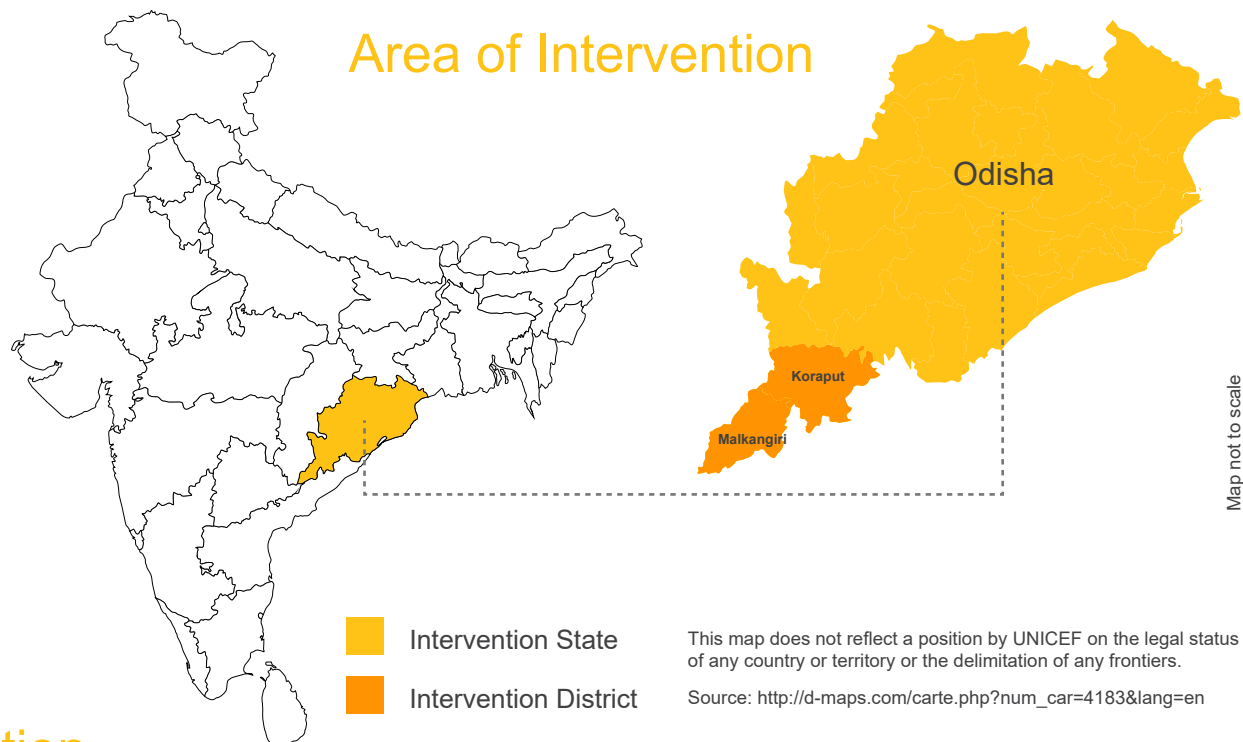 Area of Intervention
Odisha
Koraput
Malkangiri
Map not to scale
Intervention State
Intervention District
This map does not reflect a position by UNICEF on the legal status
of any country or territory or the delimitation of any frontiers.
Source: http://d-maps.com/carte.php?num_car=4183&lang=en